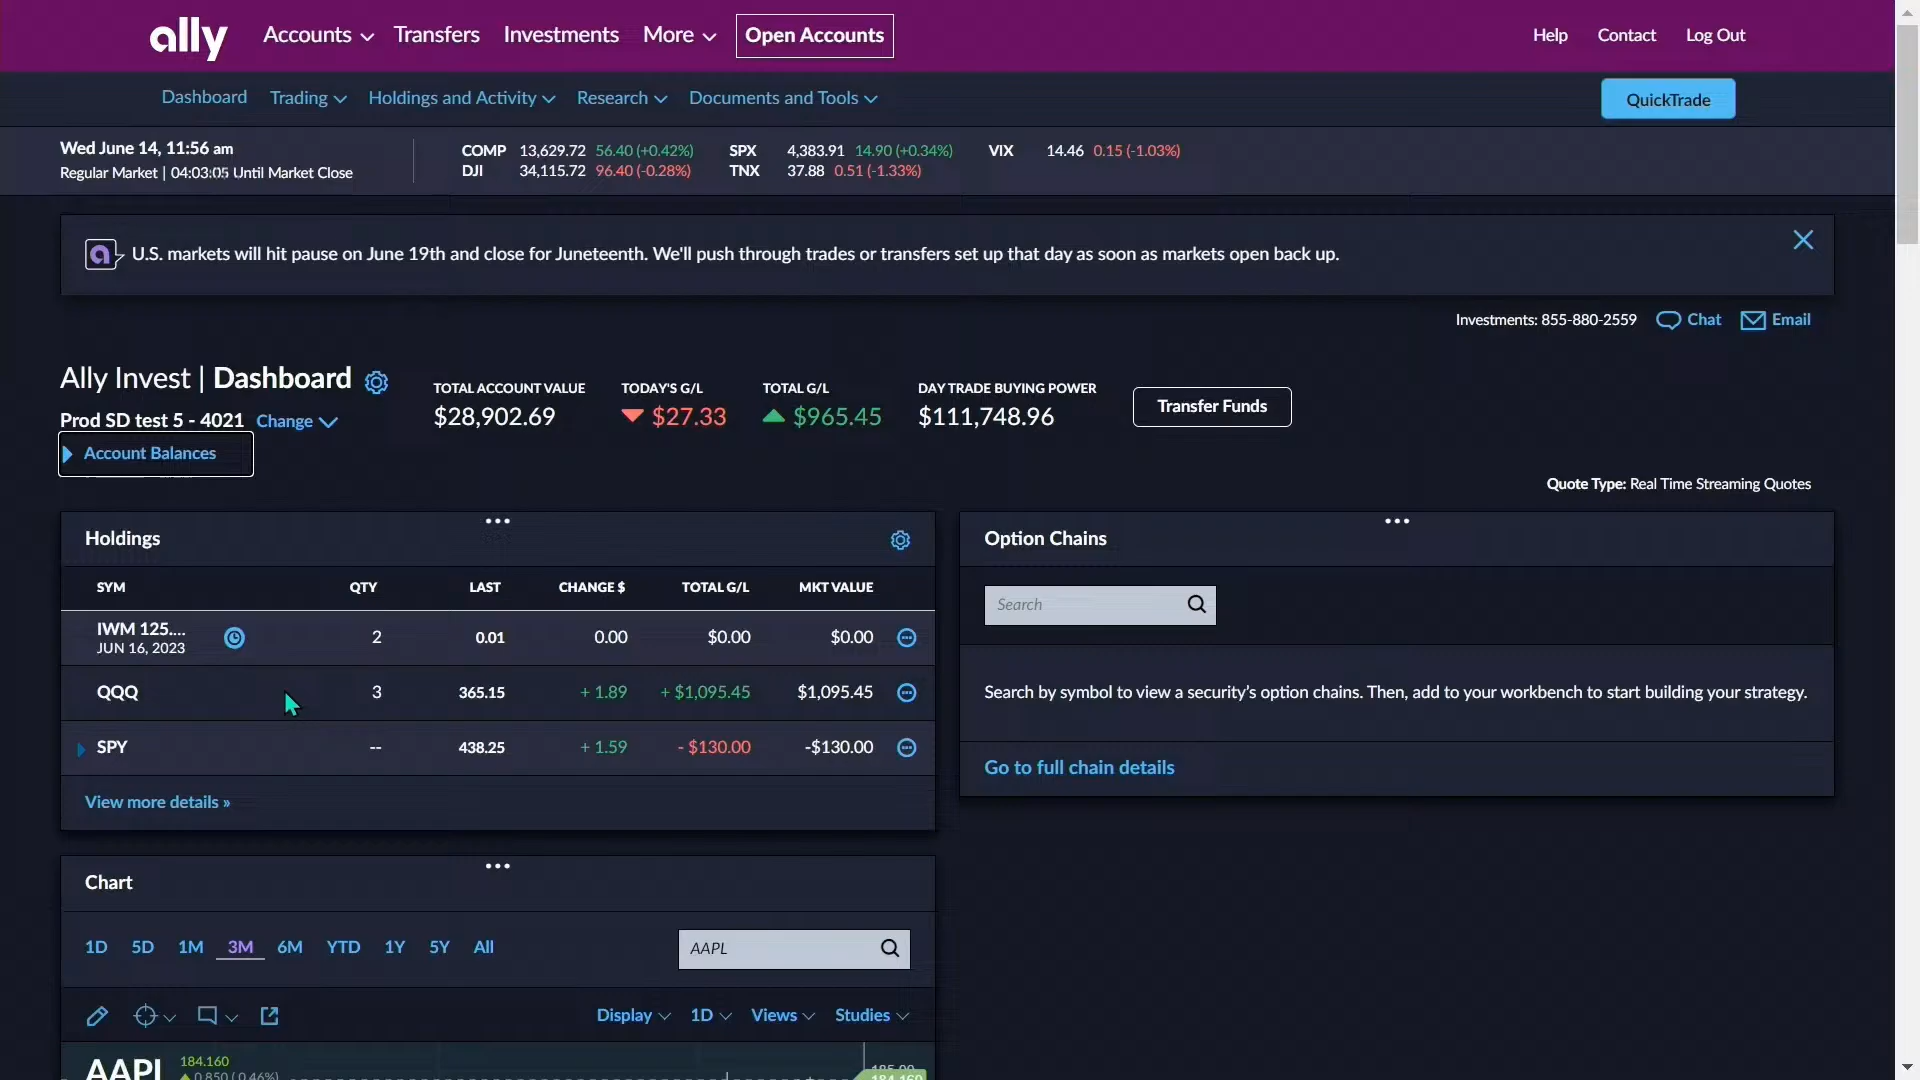 ally Accounts Transfers Investments More Open Accounts Help Contact Log Out
Dashboard Trading Holdings and Activity Research Documents and Tools QuickTrade
Wed June 14, 11:56 am
Regular Market | 04:03:05 Until Market Close
COMP 13,629.72 56.40 (+0.42%) SPX 4,383.91 14.90 (+0.34%) VIX 14.46 0.15 (-1.03%)
DJI 34,115.72 96.40 (-0.28%) TNX 37.88 0.51 (-1.33%)
a U.S. markets will hit pause on June 19th and close for Juneteenth. We'll push through trades or transfers set up that day as soon as markets open back up.
Investments: 855-880-2559 Chat Email
Ally Invest | Dashboard
Prod SD test 5 - 4021 Change
Account Balances
TOTAL ACCOUNT VALUE TODAY'S G/L TOTAL G/L DAY TRADE BUYING POWER
$28,902.69 $27.33 $965.45 $111,748.96
Transfer Funds
Quote Type: Real Time Streaming Quotes
Holdings
SYM QTY LAST CHANGE $ TOTAL G/L MKT VALUE
IWM 125.... 2 0.01 0.00 $0.00 $0.00
JUN 16, 2023
QQQ 3 365.15 + 1.89 + $1,095.45 $1,095.45
SPY -- 438.25 + 1.59 - $130.00 -$130.00
View more details »
Option Chains
Search
Search by symbol to view a security's option chains. Then, add to your workbench to start building your strategy.
Go to full chain details
Chart
1D 5D 1M 3M 6M YTD 1Y 5Y All AAPL
Display 1D Views Studies
AAPL 184.160
0.850 (0.46%)
185.00
184.160